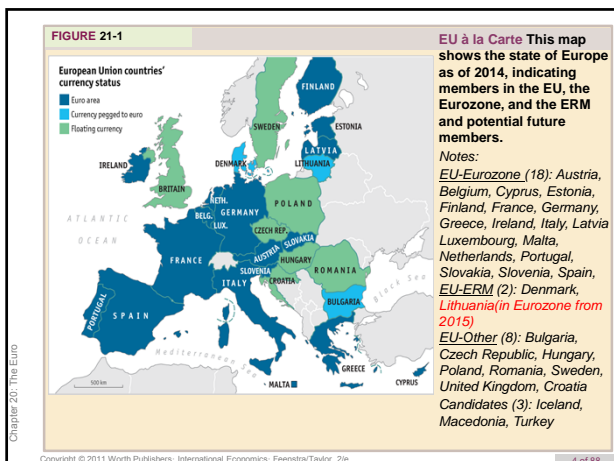 FIGURE 21-1
European Union countries'
currency status
Euro area
Currency pegged to euro
Floating currency
FINLAND
SWEDEN
ESTONIA
LATVIA
LITHUANIA
DENMARK
IRELAND
BRITAIN
NETH.
BELG.
LUX.
GERMANY
POLAND
CZECH REP.
SLOVAKIA
AUSTRIA
HUNGARY
FRANCE
SLOVENIA
CROATIA
ROMANIA
ITALY
BULGARIA
PORTUGAL
SPAIN
GREECE
MALTA
CYPRUS
ATLANTIC
OCEAN
Black Sea
Mediterranean Sea
500 km
EU à la Carte This map
shows the state of Europe
as of 2014, indicating
members in the EU, the
Eurozone, and the ERM
and potential future
members.
Notes:
EU-Eurozone (18): Austria,
Belgium, Cyprus, Estonia,
Finland, France, Germany,
Greece, Ireland, Italy, Latvia
Luxembourg, Malta,
Netherlands, Portugal,
Slovakia, Slovenia, Spain,
EU-ERM (2): Denmark,
Lithuania(in Eurozone from
2015)
EU-Other (8): Bulgaria,
Czech Republic, Hungary,
Poland, Romania, Sweden,
United Kingdom, Croatia
Candidates (3): Iceland,
Macedonia, Turkey
Chapter 20: The Euro
Copyright © 2011 Worth Publishers· International Economics· Feenstra/Taylor, 2/e
4 of 88